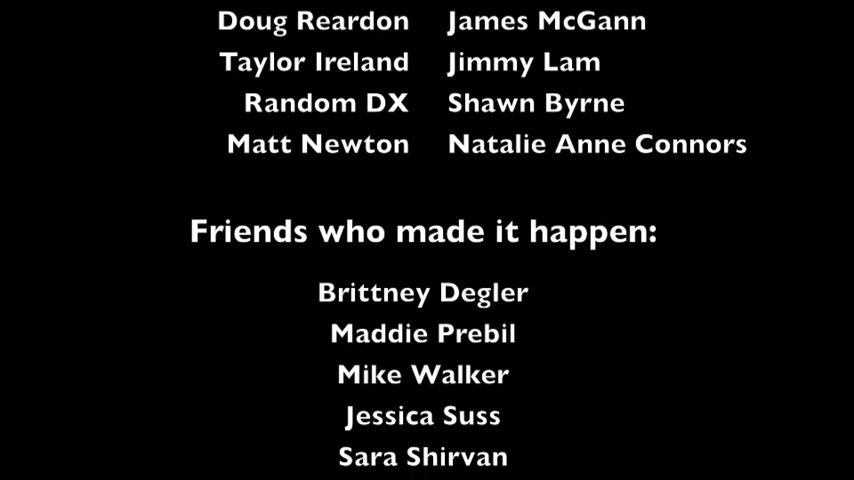 Doug Reardon James McGann
Taylor Ireland Jimmy Lam
Random DX Shawn Byrne
Matt Newton Natalie Anne Connors
Friends who made it happen:
Brittney Degler
Maddie Prebil
Mike Walker
Jessica Suss
Sara Shirvan